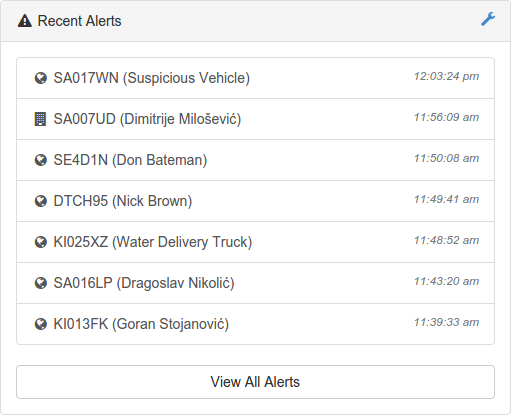 Recent Alerts
SA017WN (Suspicious Vehicle) 12:03:24 pm
SA007UD (Dimitrije Milošević) 11:56:09 am
SE4D1N (Don Bateman) 11:50:08 am
DTCH95 (Nick Brown) 11:49:41 am
KI025XZ (Water Delivery Truck) 11:48:52 am
SA016LP (Dragoslav Nikolić) 11:43:20 am
KI013FK (Goran Stojanović) 11:39:33 am
View All Alerts